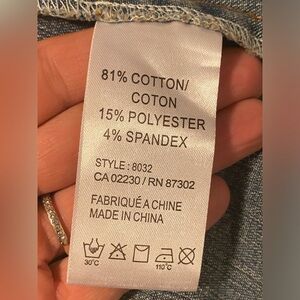 81% COTTON/
COTON
15% POLYESTER
4% SPANDEX
STYLE : 8032
CA 02230 / RN 87302
FABRIQUÉ A CHINE
MADE IN CHINA
30°C
110°C